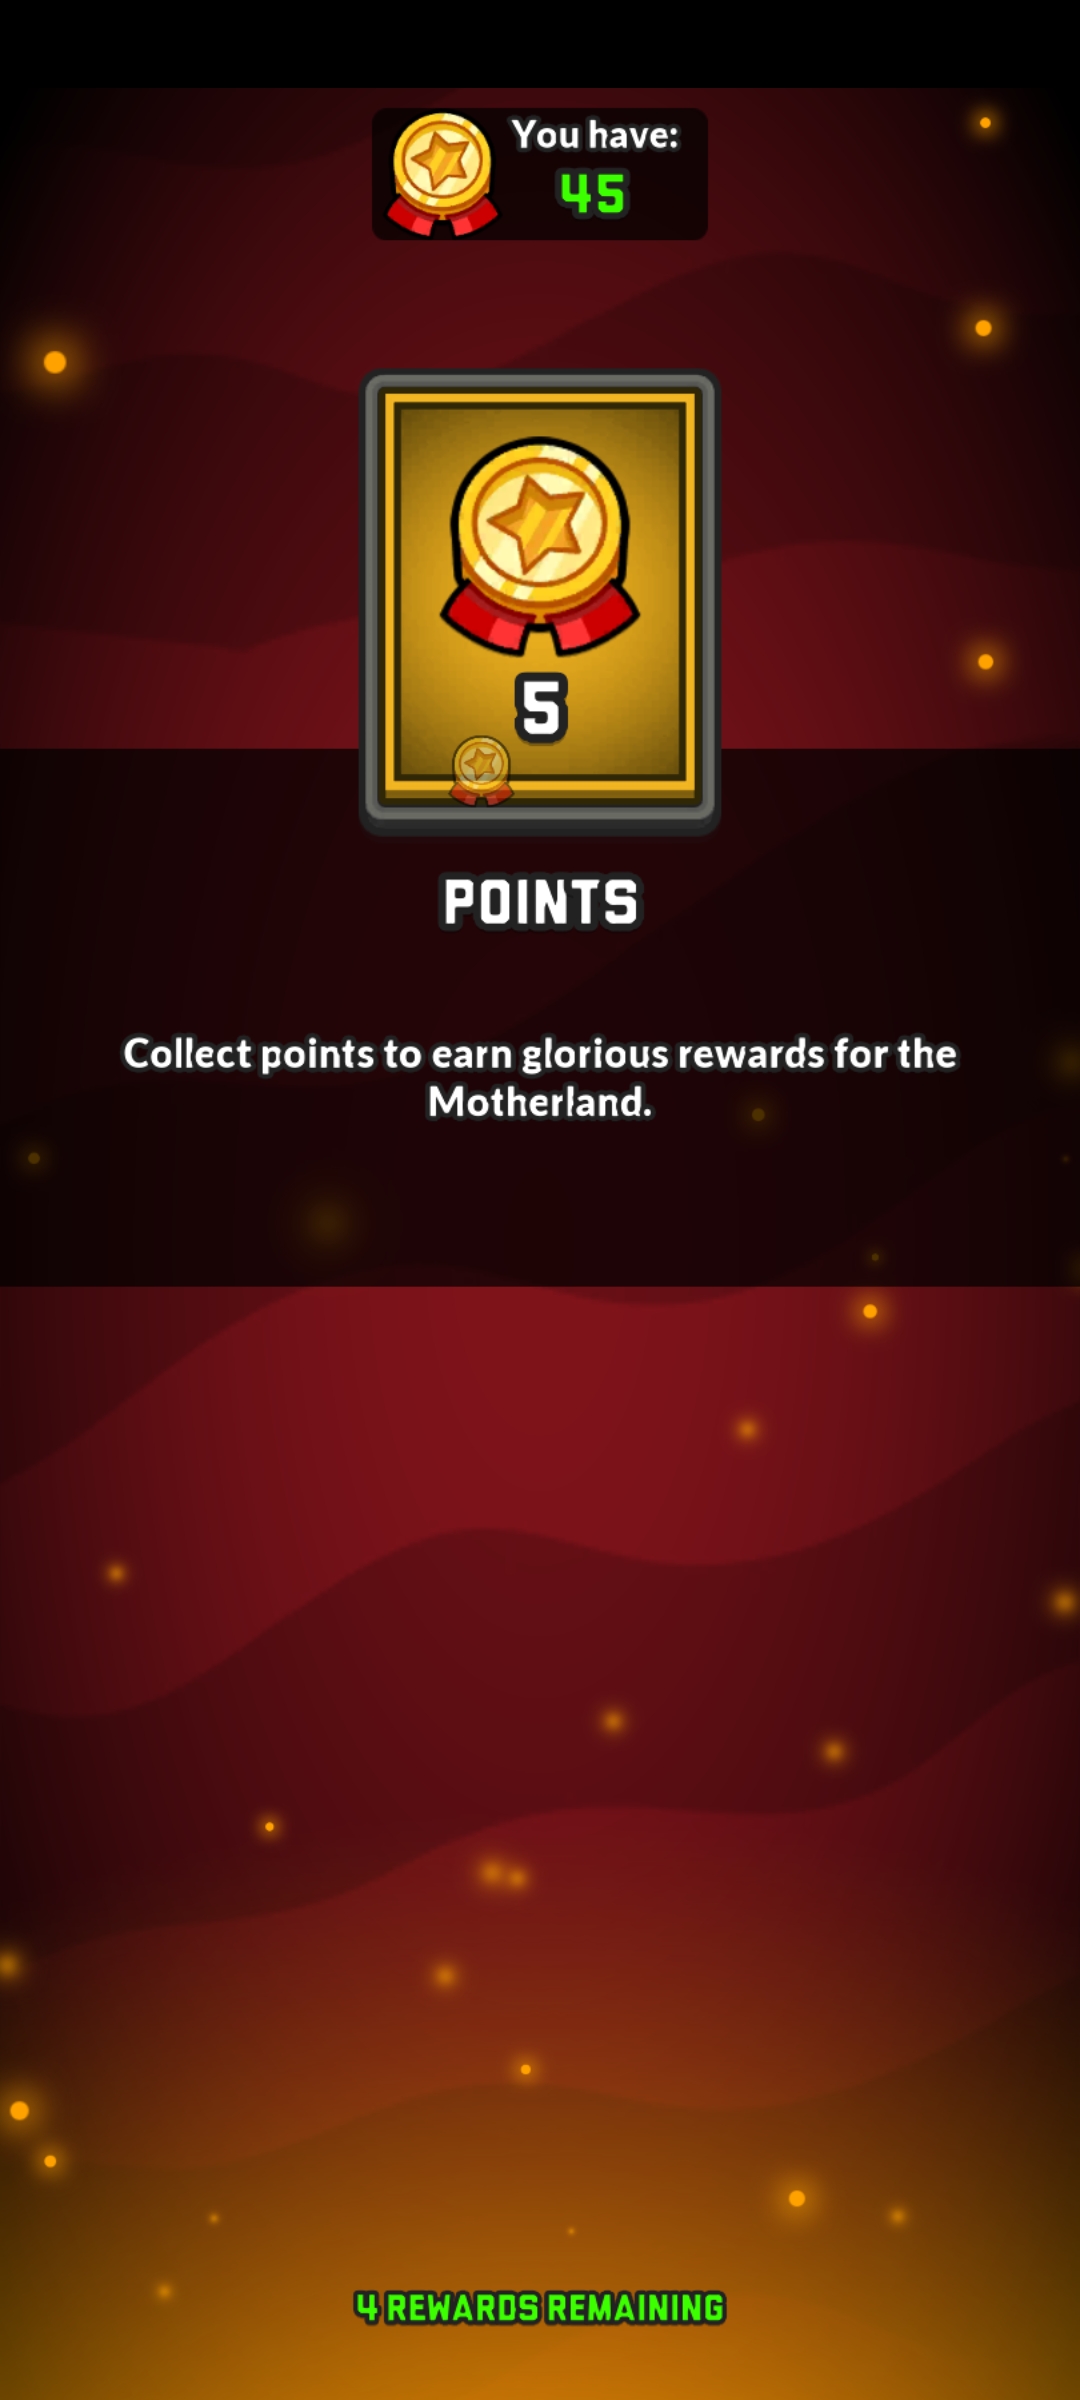 You have:
45
5
POINTS
Collect points to earn glorious rewards for the
Motherland.
4 REWARDS REMAINING